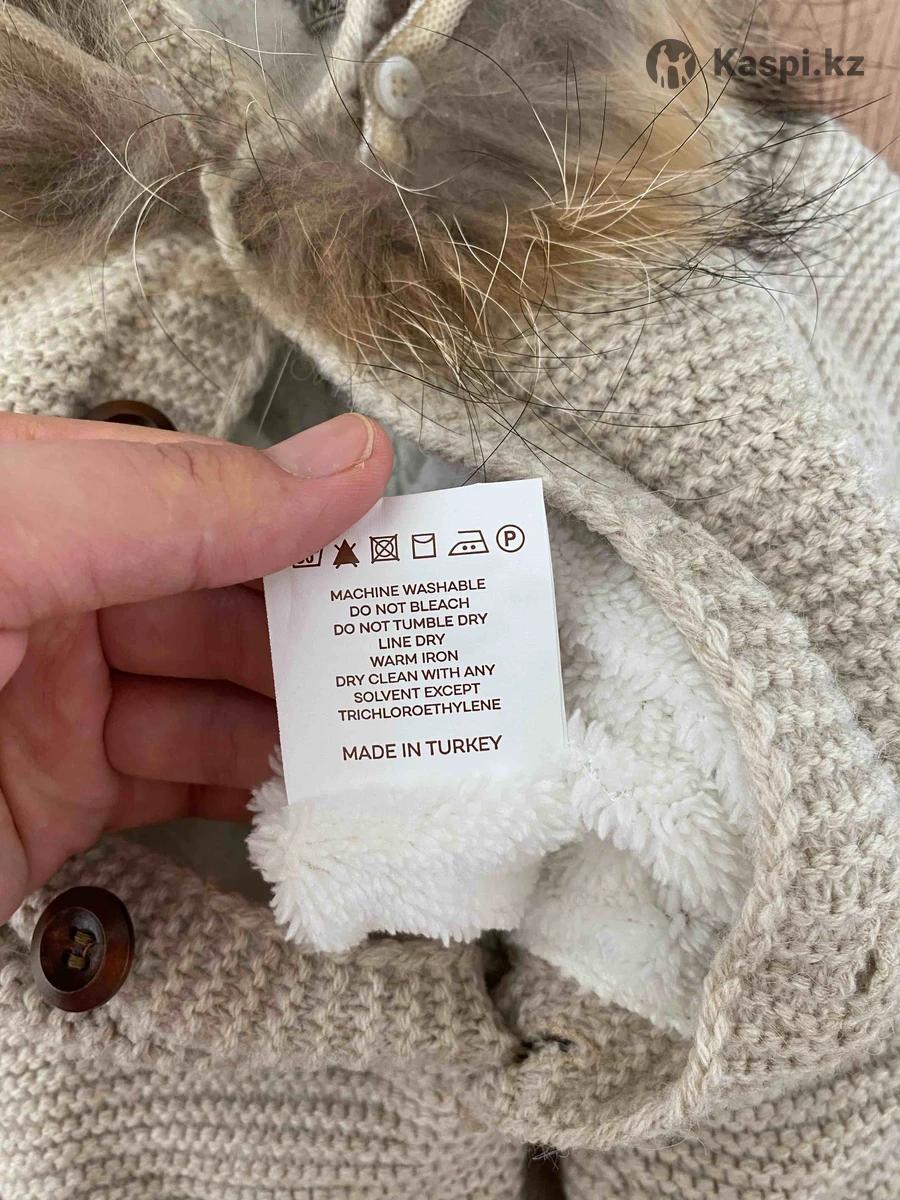 Kaspi.kz
P
MACHINE WASHABLE
DO NOT BLEACH
DO NOT TUMBLE DRY
LINE DRY
WARM IRON
DRY CLEAN WITH ANY
SOLVENT EXCEPT
TRICHLOROETHYLENE
MADE IN TURKEY